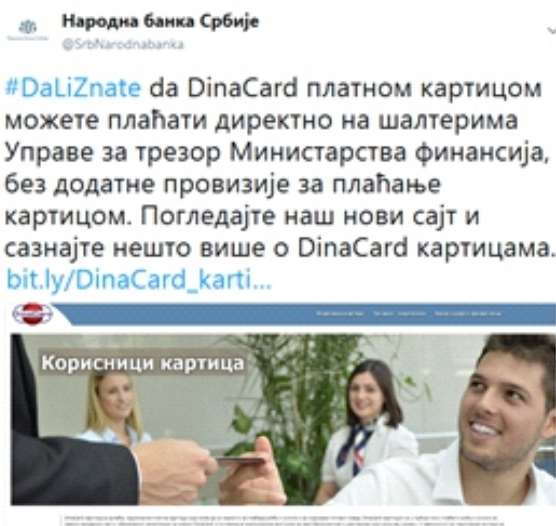 Народна банка Србије
@SrbNarodnabanka
#DaLiZnate da DinaCard платном картицом
можете плаћати директно на шалтерима
Управе за трезор Министарства финансија,
без додатне провизије за плаћање
картицом. Погледајте наш нови сајт и
сазнајте нешто више о DinaCard картицама.
bit.ly/DinaCard_karti...
DinaCard
Корисници картица